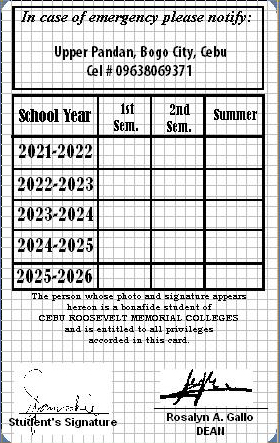 In case of emergency please notify:
Upper Pandan, Bogo City, Cebu
Cel # 09638069371
School Year 1st Sem. 2nd Sem. Summer
2021-2022
2022-2023
2023-2024
2024-2025
2025-2026
The person whose photo and signature appears
hereon is a bonafide student of
CEBU ROOSEVELT MEMORIAL COLLEGES
and is entitled to all privileges
accorded in this card.
Student's Signature
Rosalyn A. Gallo
DEAN